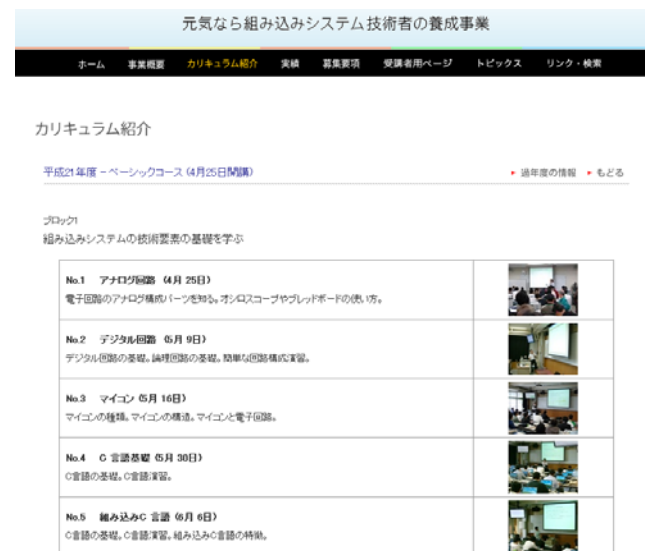 元気なら組み込みシステム技術者の養成事業
ホーム 事業概要 カリキュラム紹介 実績 募集要項 受講者用ページ トピックス リンク・検索
カリキュラム紹介
平成21年度 - ベーシックコース (4月25日開講) 過年度の情報 もどる
ブロック1
組み込みシステムの技術要素の基礎を学ぶ
No.1 アナログ回路 (4月 25日)
電子回路のアナログ構成パーツを知る。オシロスコープやブレッドボードの使い方。
No.2 デジタル回路 (5月 9日)
デジタル回路の基礎。論理回路の基礎。簡単な回路構成演習。
No.3 マイコン (5月 16日)
マイコンの種類。マイコンの構造。マイコンと電子回路。
No.4 C 言語基礎 (5月 30日)
C言語の基礎。C言語演習。
No.5 組み込みC 言語 (6月 6日)
C言語の基礎。C言語演習。組み込みC言語の特徴。